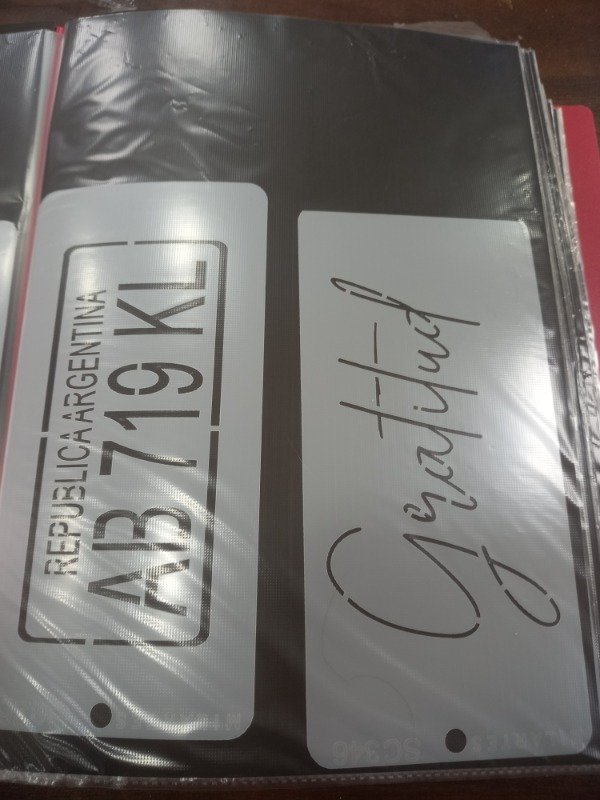 REPUBLICA ARGENTINA
AB 719 KL
Gratitud
SC346